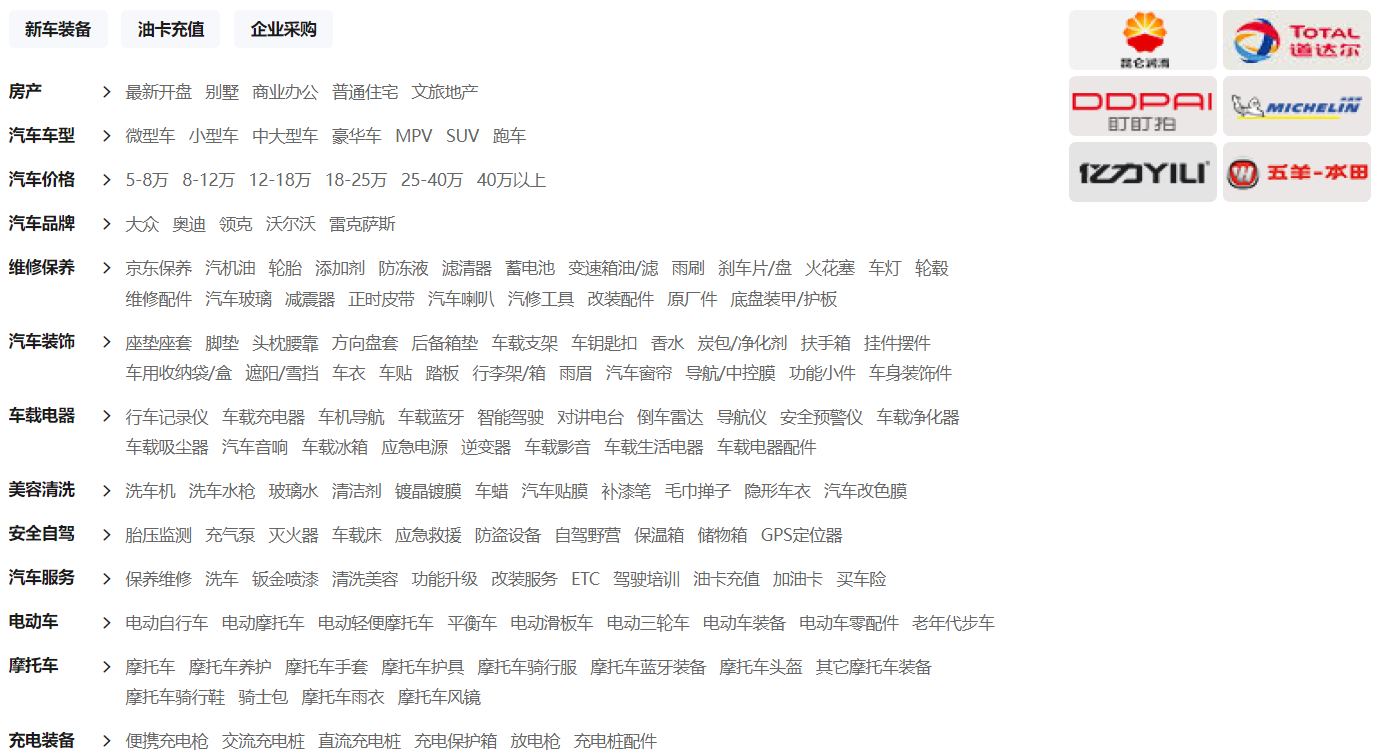 新车装备 油卡充值 企业采购
房产 > 最新开盘 别墅 商业办公 普通住宅 文旅地产
汽车车型 > 微型车 小型车 中大型车 豪华车 MPV SUV 跑车
汽车价格 > 5-8万 8-12万 12-18万 18-25万 25-40万 40万以上
汽车品牌 > 大众 奥迪 领克 沃尔沃 雷克萨斯
维修保养 > 京东保养 汽机油 轮胎 添加剂 防冻液 滤清器 蓄电池 变速箱油/滤 雨刷 刹车片/盘 火花塞 车灯 轮毂
维修配件 汽车玻璃 减震器 正时皮带 汽车喇叭 汽修工具 改装配件 原厂件 底盘装甲/护板
汽车装饰 > 座垫座套 脚垫 头枕腰靠 方向盘套 后备箱垫 车载支架 车钥匙扣 香水 炭包/净化剂 扶手箱 挂件摆件
车用收纳袋/盒 遮阳/雪挡 车衣 车贴 踏板 行李架/箱 雨眉 汽车窗帘 导航/中控膜 功能小件 车身装饰件
车载电器 > 行车记录仪 车载充电器 车机导航 车载蓝牙 智能驾驶 对讲电台 倒车雷达 导航仪 安全预警仪 车载净化器
车载吸尘器 汽车音响 车载冰箱 应急电源 逆变器 车载影音 车载生活电器 车载电器配件
美容清洗 > 洗车机 洗车水枪 玻璃水 清洁剂 镀晶镀膜 车蜡 汽车贴膜 补漆笔 毛巾掸子 隐形车衣 汽车改色膜
安全自驾 > 胎压监测 充气泵 灭火器 车载床 应急救援 防盗设备 自驾野营 保温箱 储物箱 GPS定位器
汽车服务 > 保养维修 洗车 钣金喷漆 清洗美容 功能升级 改装服务 ETC 驾驶培训 油卡充值 加油卡 买车险
电动车 > 电动自行车 电动摩托车 电动轻便摩托车 平衡车 电动滑板车 电动三轮车 电动车装备 电动车零配件 老年代步车
摩托车 > 摩托车 摩托车养护 摩托车手套 摩托车护具 摩托车骑行服 摩托车蓝牙装备 摩托车头盔 其它摩托车装备
摩托车骑行鞋 骑士包 摩托车雨衣 摩托车风镜
充电装备 > 便携充电枪 交流充电桩 直流充电桩 充电保护箱 放电枪 充电桩配件
昆仑润滑
TOTAL
道达尔
DDPAI
盯盯拍
MICHELIN
亿力YILI
五羊-本田